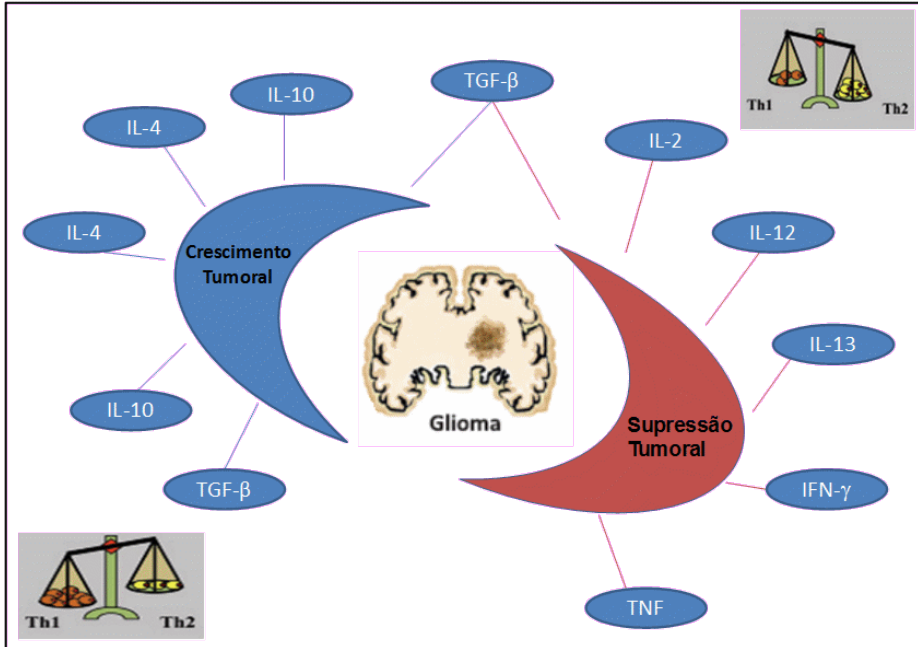 IL-10
TGF-β
IL-4
IL-2
Th1
Th2
IL-4
IL-12
Crescimento
Tumoral
IL-13
IL-10
Glioma
Supressão
Tumoral
TGF-β
IFN-γ
TNF
Th1
Th2